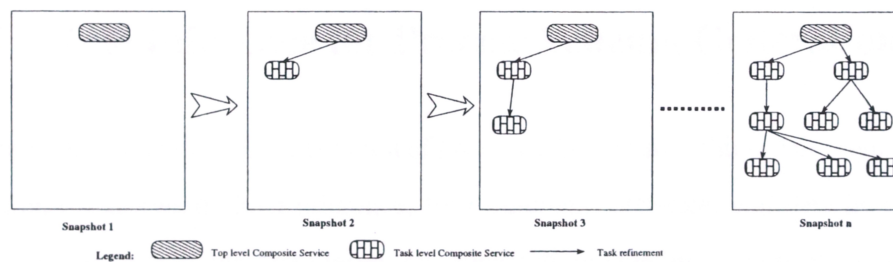 Snapshot 1
Snapshot 2
Snapshot 3
Snapshot n
Legend: Top level Composite Service Task level Composite Service Task refinement